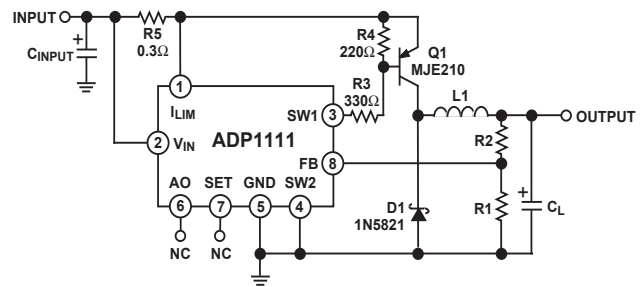 INPUT
R5
0.3Ω
R4
220Ω
Q1
MJE210
CINPUT
+
R3
330Ω
L1
1
ILIM
SW1
3
OUTPUT
2
VIN
ADP1111
R2
FB
8
AO
SET
GND
SW2
6
7
5
4
D1
1N5821
R1
+
CL
NC
NC